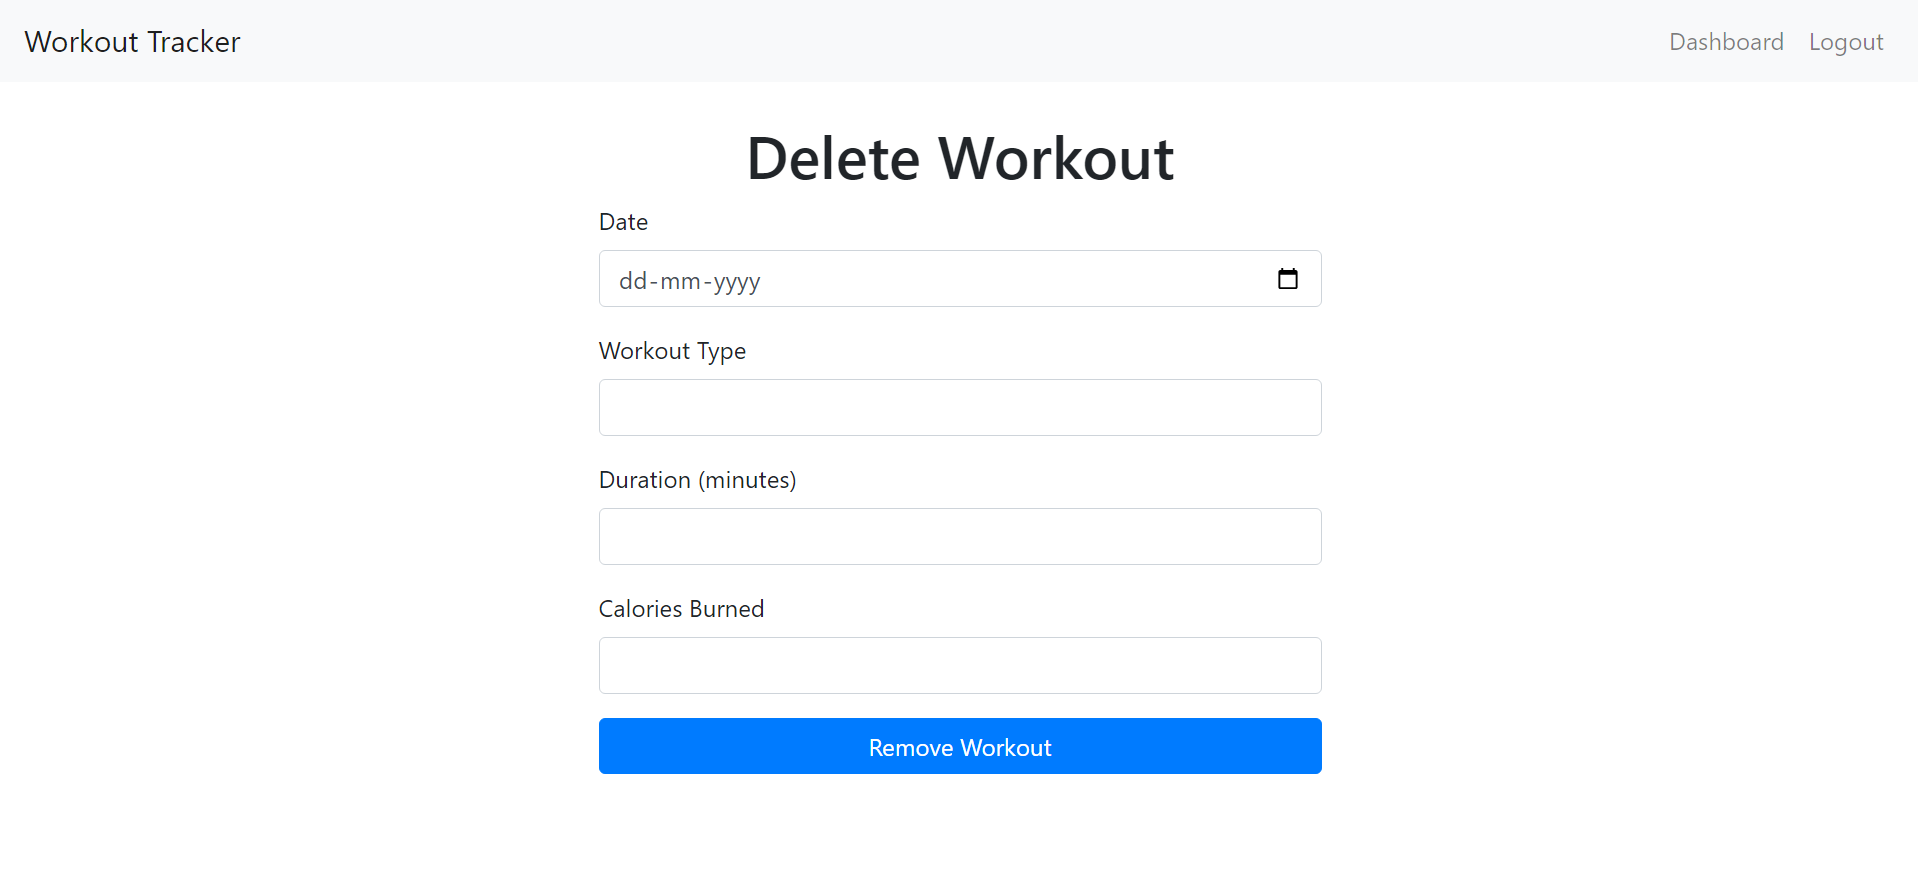 Workout Tracker
Dashboard Logout
Delete Workout
Date
dd-mm-yyyy
Workout Type
Duration (minutes)
Calories Burned
Remove Workout